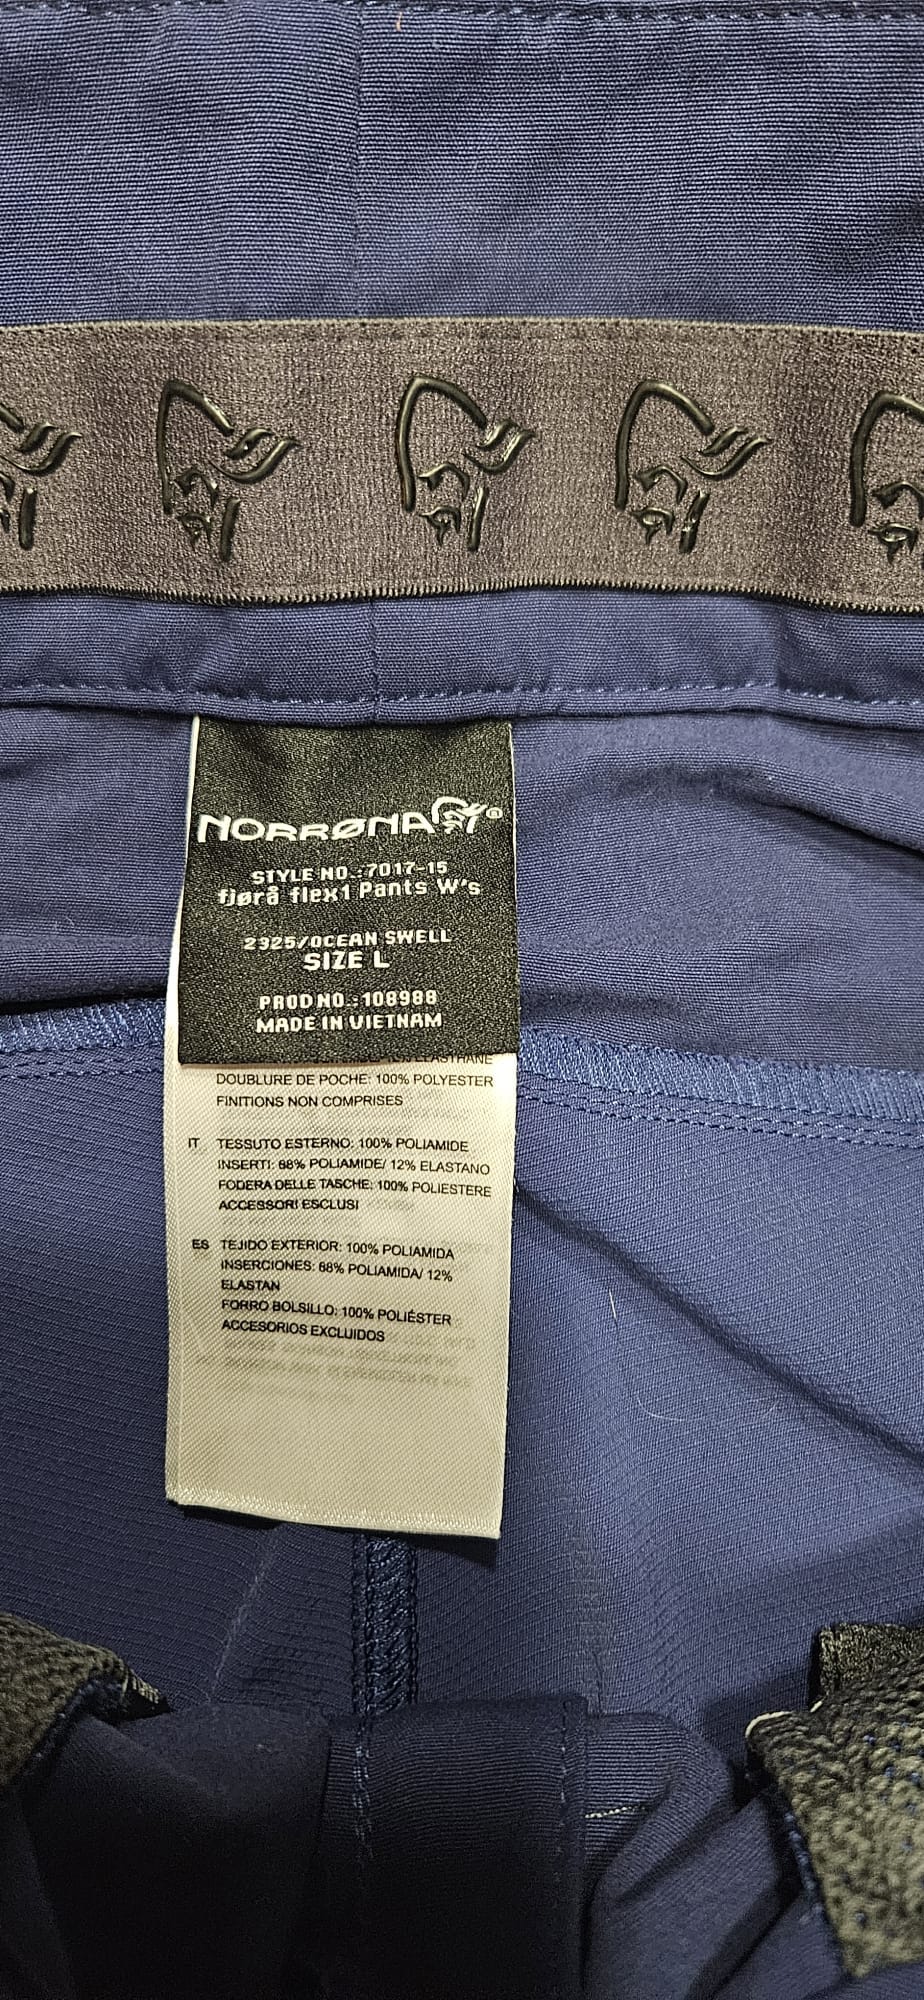 NORRØNA®
STYLE NO.:7017-15
fjørå flex1 Pants W's
2325/OCEAN SWELL
SIZE L
PROD NO.:108988
MADE IN VIETNAM
ELASTHANE
DOUBLURE DE POCHE: 100% POLYESTER
FINITIONS NON COMPRISES
IT TESSUTO ESTERNO: 100% POLIAMIDE
INSERTI: 88% POLIAMIDE/ 12% ELASTANO
FODERA DELLE TASCHE: 100% POLIESTERE
ACCESSORI ESCLUSI
ES TEJIDO EXTERIOR: 100% POLIAMIDA
INSERCIONES: 88% POLIAMIDA/ 12%
ELASTAN
FORRO BOLSILLO: 100% POLIÉSTER
ACCESORIOS EXCLUIDOS